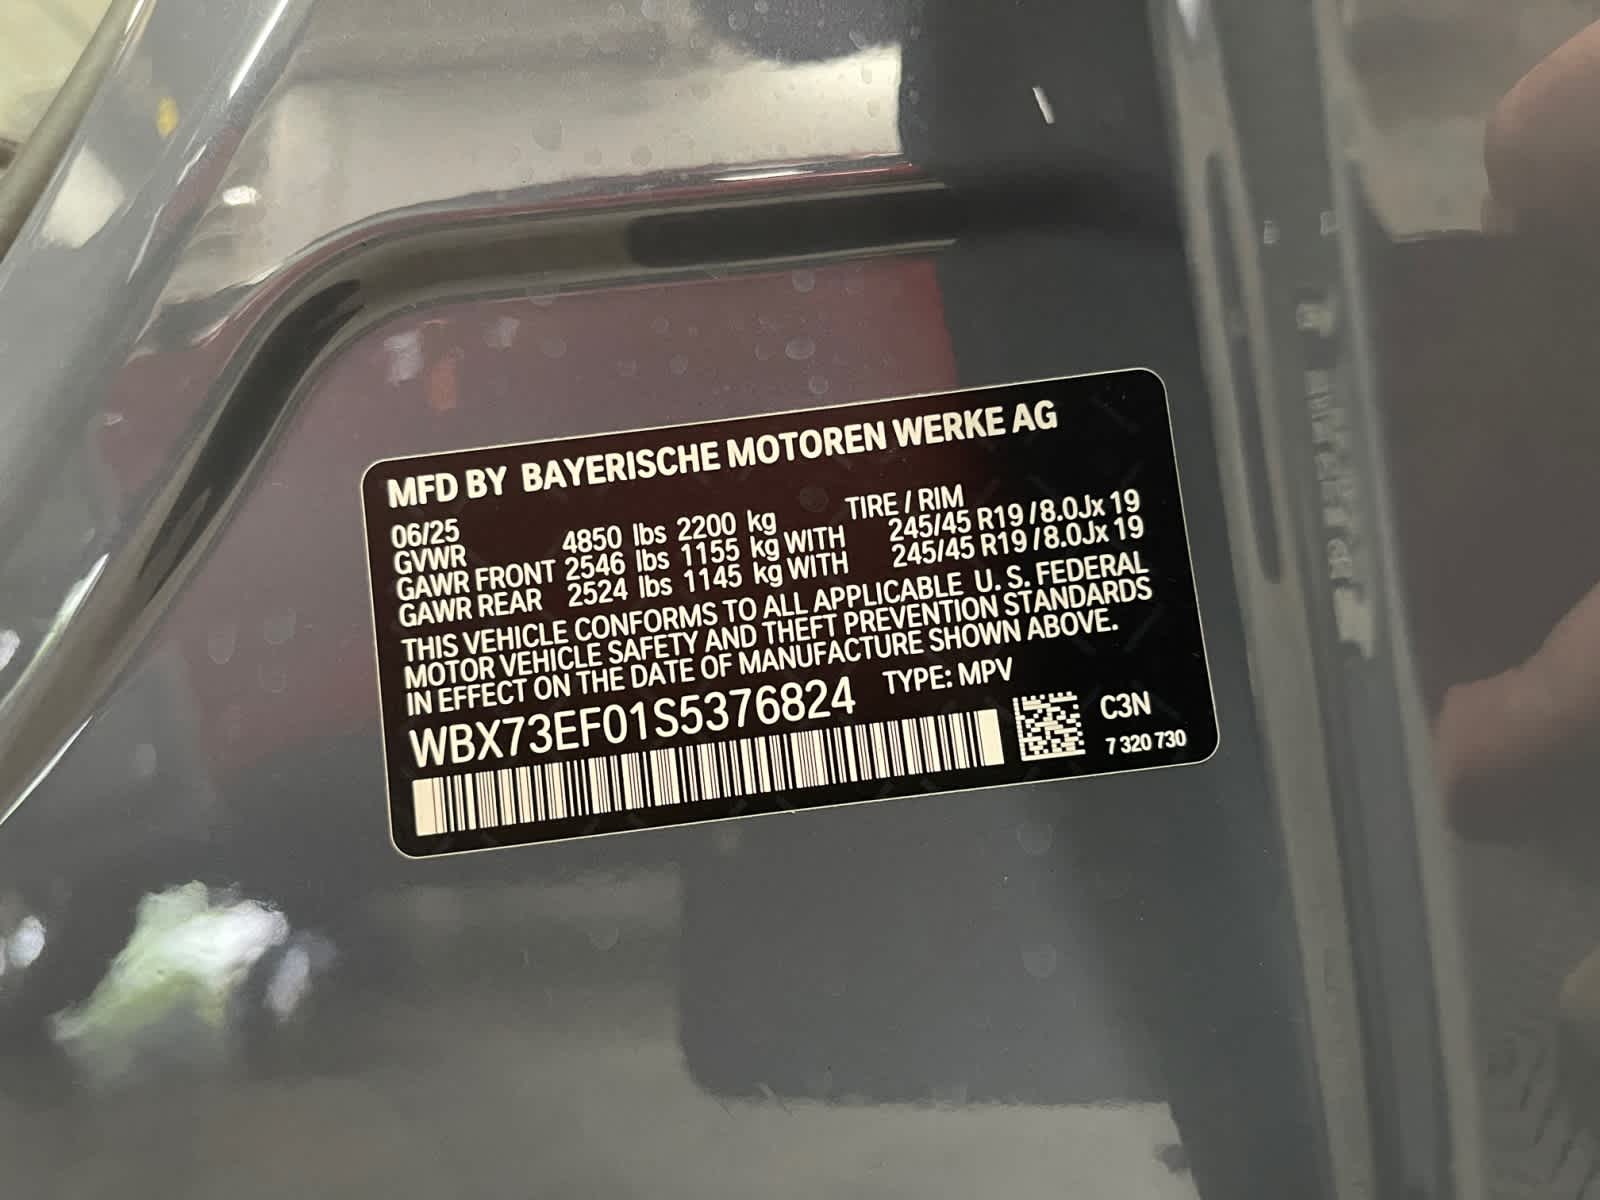 MFD BY BAYERISCHE MOTOREN WERKE AG
06/25 TIRE / RIM
GVWR 4850 lbs 2200 kg
GAWR FRONT 2546 lbs 1155 kg WITH 245/45 R19 / 8.0Jx 19
GAWR REAR 2524 lbs 1145 kg WITH 245/45 R19 / 8.0Jx 19
THIS VEHICLE CONFORMS TO ALL APPLICABLE U. S. FEDERAL
MOTOR VEHICLE SAFETY AND THEFT PREVENTION STANDARDS
IN EFFECT ON THE DATE OF MANUFACTURE SHOWN ABOVE.
WBX73EF01S5376824 TYPE: MPV
C3N
7 320 730